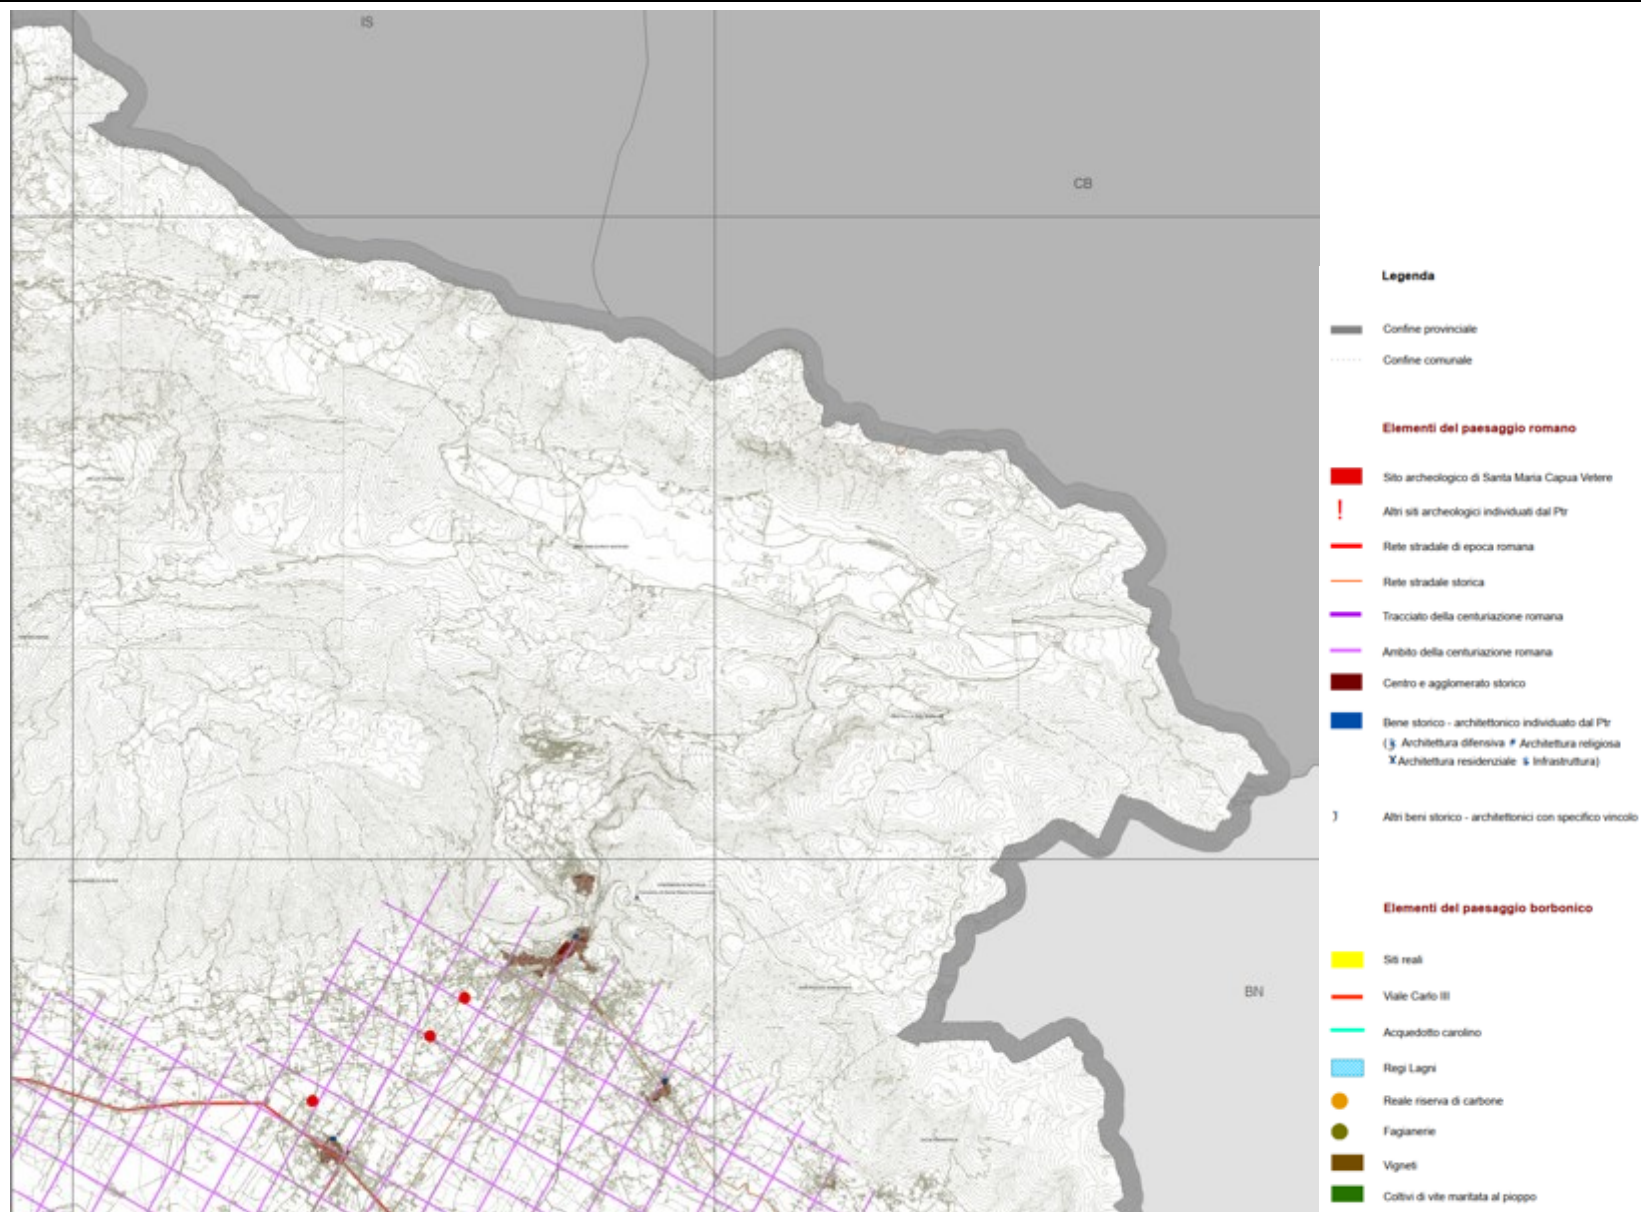 IS
CB
BN
Legenda
Confine provinciale
Confine comunale
Elementi del paesaggio romano
Sito archeologico di Santa Maria Capua Vetere
Altri siti archeologici individuati dal Ptr
Rete stradale di epoca romana
Rete stradale storica
Tracciato della centuriazione romana
Ambito della centuriazione romana
Centro e agglomerato storico
Bene storico - architettonico individuato dal Ptr
( Architettura difensiva Architettura religiosa
Architettura residenziale Infrastruttura)
Altri beni storico - architettonici con specifico vincolo
Elementi del paesaggio borbonico
Siti reali
Viale Carlo III
Acquedotto carolino
Regi Lagni
Reale riserva di carbone
Fagianerie
Vigneti
Coltivi di vite maritata al pioppo